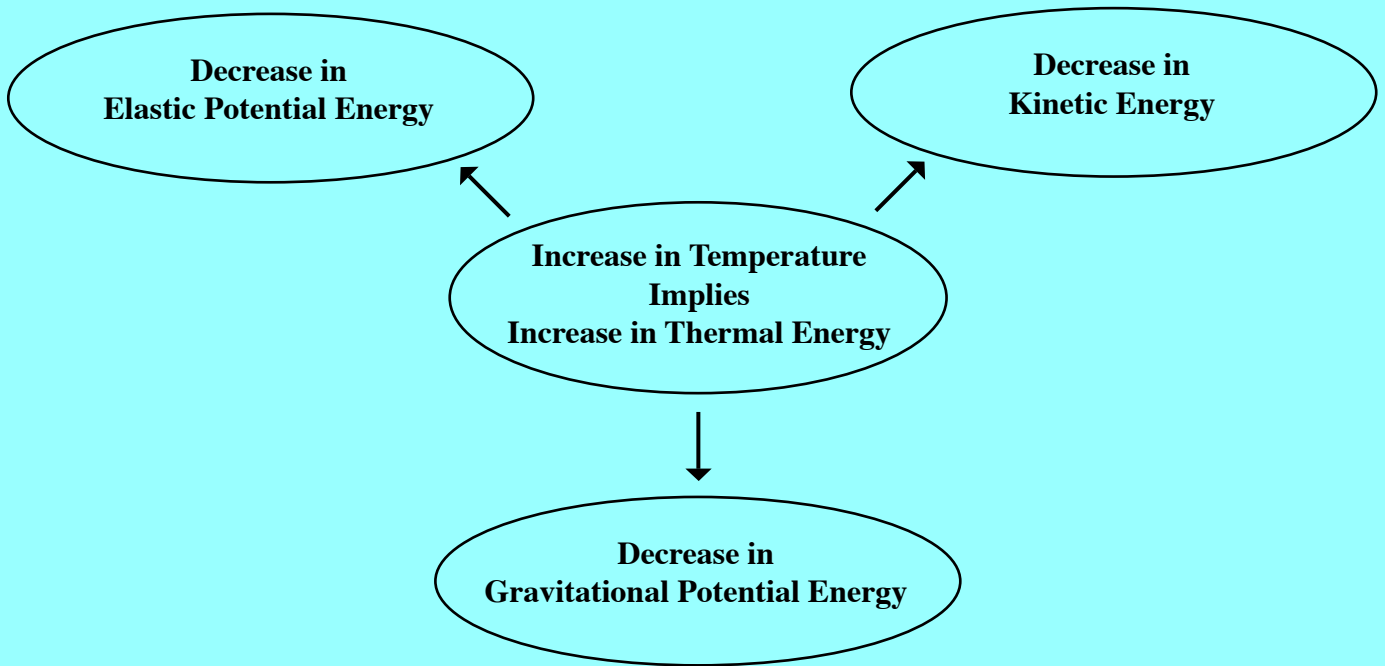 Decrease in
Elastic Potential Energy
Decrease in
Kinetic Energy
Increase in Temperature
Implies
Increase in Thermal Energy
Decrease in
Gravitational Potential Energy